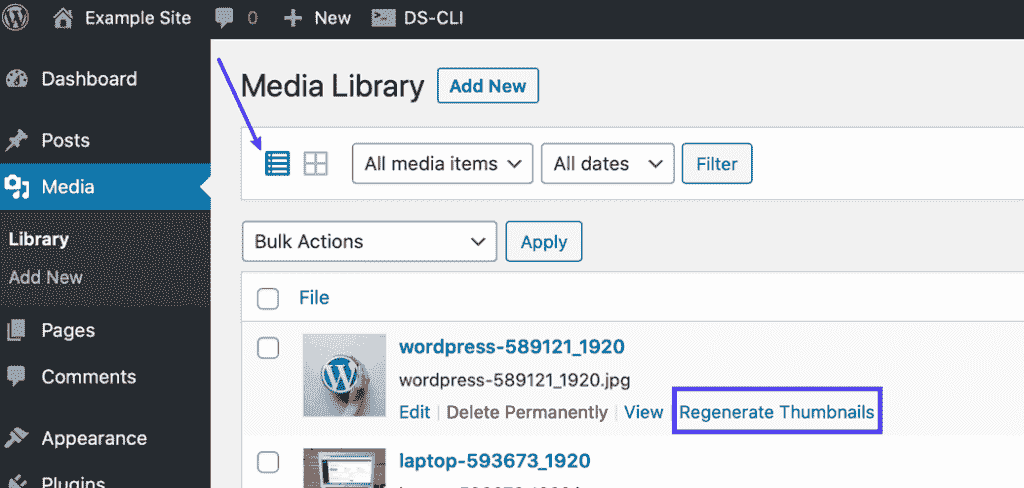 Example Site 0 New DS-CLI
Dashboard
Posts
Media
Library
Add New
Pages
Comments
Appearance
Plugins
Media Library Add New
All media items All dates Filter
Bulk Actions Apply
File
wordpress-589121_1920
wordpress-589121_1920.jpg
Edit | Delete Permanently | View | Regenerate Thumbnails
laptop-593673_1920